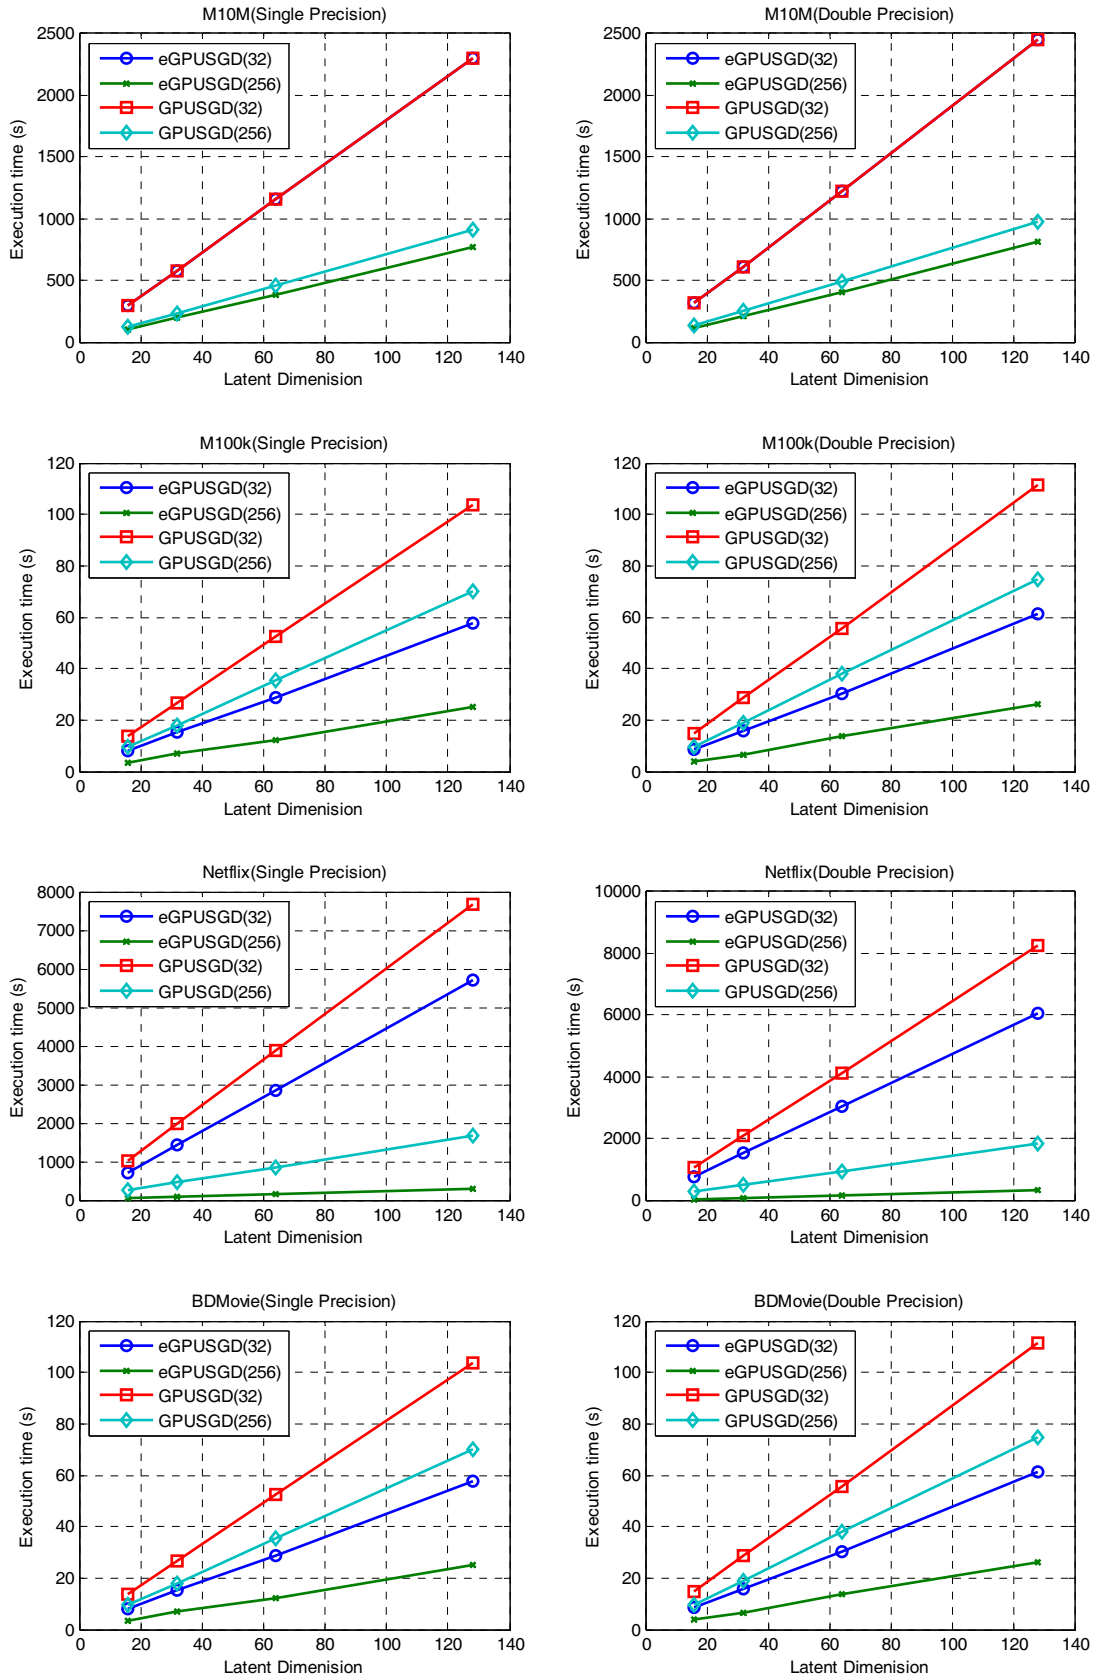 M10M(Single Precision)
2500
2000
1500
1000
500
0
Execution time (s)
eGPUSGD(32)
eGPUSGD(256)
GPUSGD(32)
GPUSGD(256)
0 20 40 60 80 100 120 140
Latent Dimenision
M10M(Double Precision)
2500
2000
1500
1000
500
0
Execution time (s)
eGPUSGD(32)
eGPUSGD(256)
GPUSGD(32)
GPUSGD(256)
0 20 40 60 80 100 120 140
Latent Dimenision
M100k(Single Precision)
120
100
80
60
40
20
0
Execution time (s)
eGPUSGD(32)
eGPUSGD(256)
GPUSGD(32)
GPUSGD(256)
0 20 40 60 80 100 120 140
Latent Dimenision
M100k(Double Precision)
120
100
80
60
40
20
0
Execution time (s)
eGPUSGD(32)
eGPUSGD(256)
GPUSGD(32)
GPUSGD(256)
0 20 40 60 80 100 120 140
Latent Dimenision
Netflix(Single Precision)
8000
7000
6000
5000
4000
3000
2000
1000
0
Execution time (s)
eGPUSGD(32)
eGPUSGD(256)
GPUSGD(32)
GPUSGD(256)
0 20 40 60 80 100 120 140
Latent Dimenision
Netflix(Double Precision)
10000
8000
6000
4000
2000
0
Execution time (s)
eGPUSGD(32)
eGPUSGD(256)
GPUSGD(32)
GPUSGD(256)
0 20 40 60 80 100 120 140
Latent Dimenision
BDMovie(Single Precision)
120
100
80
60
40
20
0
Execution time (s)
eGPUSGD(32)
eGPUSGD(256)
GPUSGD(32)
GPUSGD(256)
0 20 40 60 80 100 120 140
Latent Dimenision
BDMovie(Double Precision)
120
100
80
60
40
20
0
Execution time (s)
eGPUSGD(32)
eGPUSGD(256)
GPUSGD(32)
GPUSGD(256)
0 20 40 60 80 100 120 140
Latent Dimenision